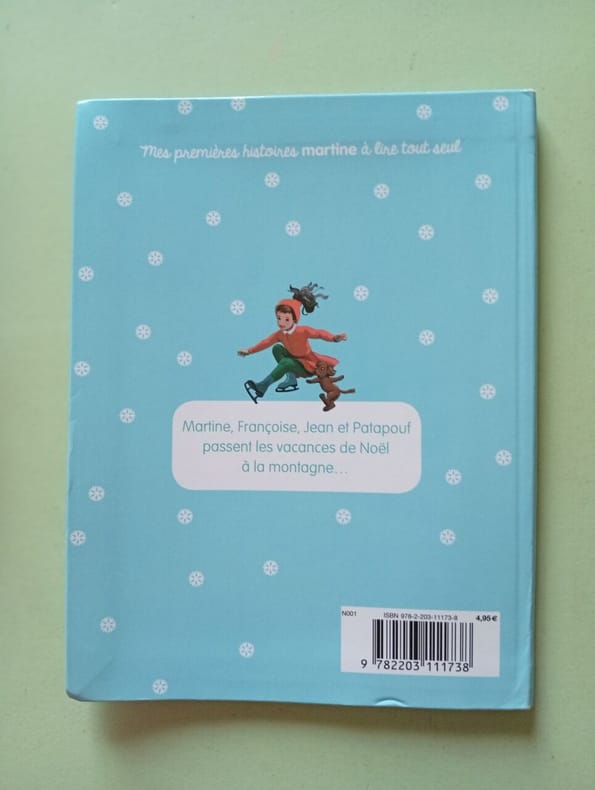 Mes premières histoires martine à lire tout seul
Martine, Françoise, Jean et Patapouf
passent les vacances de Noël
à la montagne...
N001 ISBN 978-2-203-11173-8 4,95€
9 782203 111738